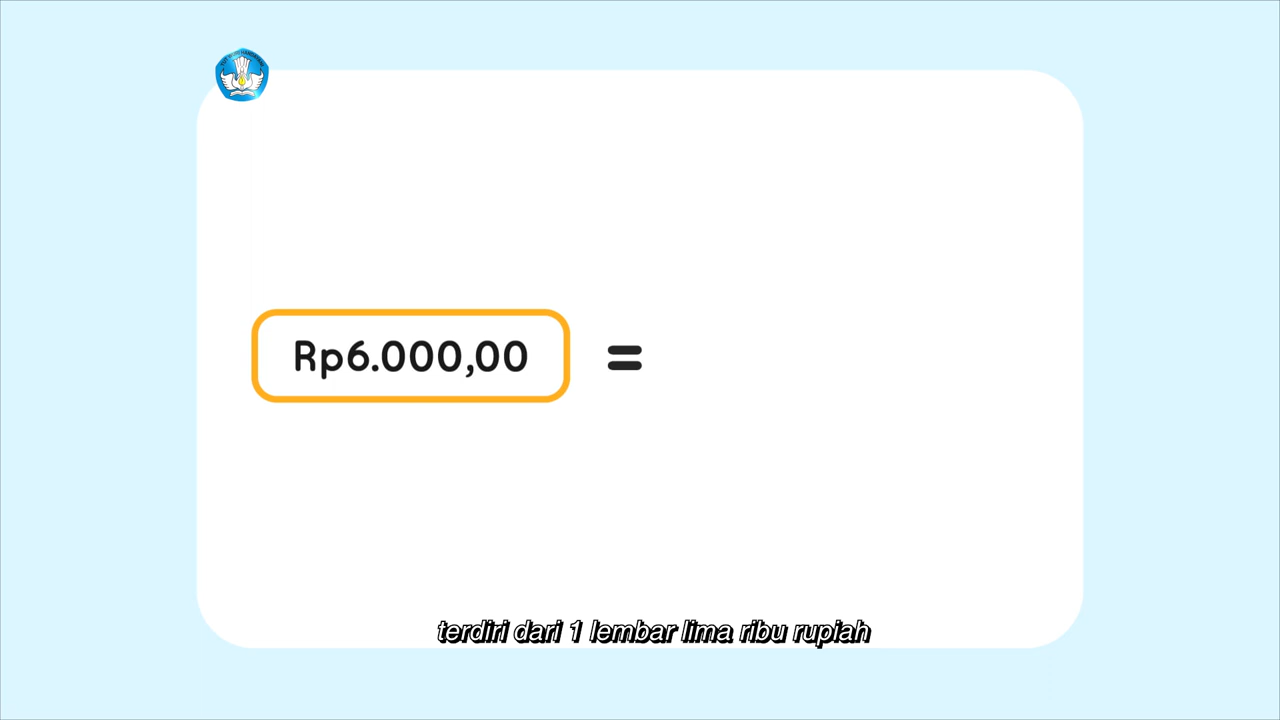 Rp6.000,00 =
terdiri dari 1 lembar lima ribu rupiah